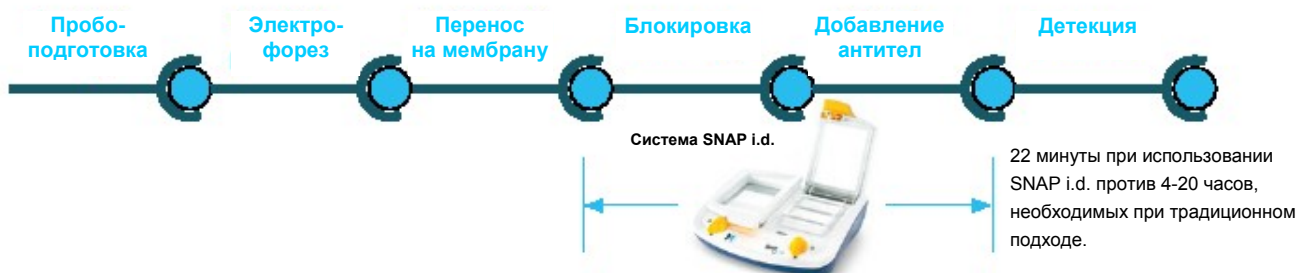 Пробо-
подготовка
Электро-
форез
Перенос
на мембрану
Блокировка
Добавление
антител
Детекция
Система SNAP i.d.
22 минуты при использовании
SNAP i.d. против 4-20 часов,
необходимых при традиционном
подходе.